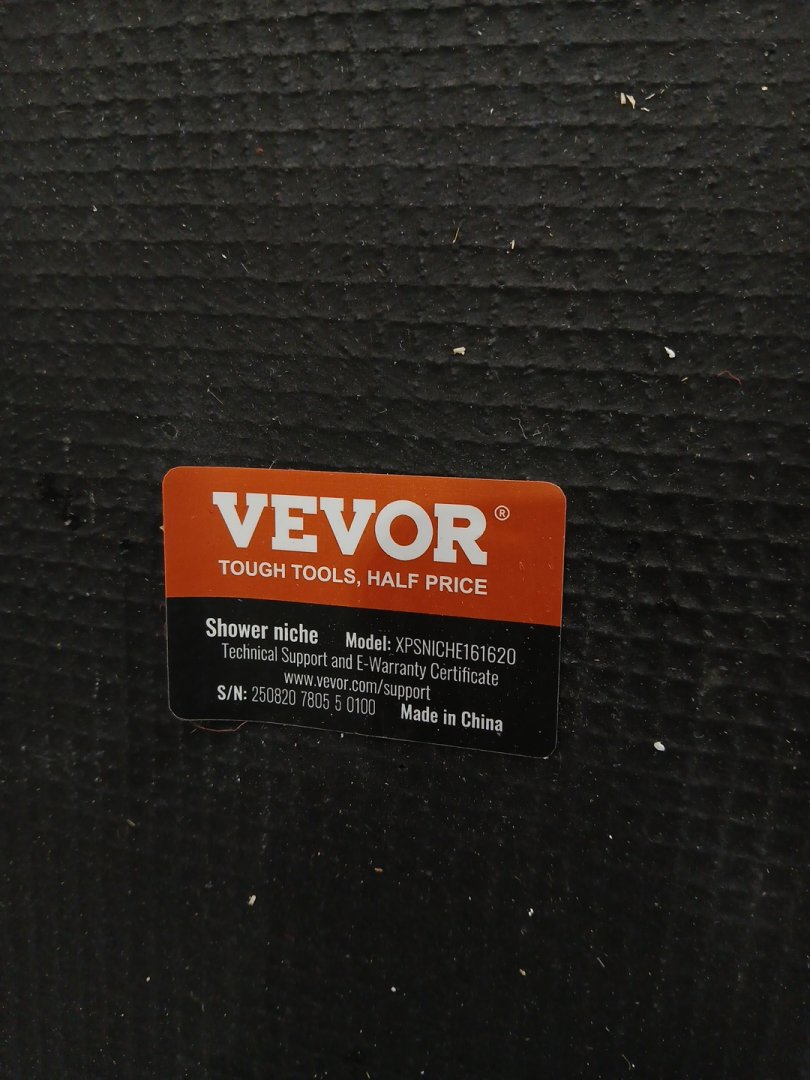 VEVOR®
TOUGH TOOLS, HALF PRICE
Shower niche Model: XPSNICHE161620
Technical Support and E-Warranty Certificate
www.vevor.com/support
S/N: 250820 7805 5 0100 Made in China